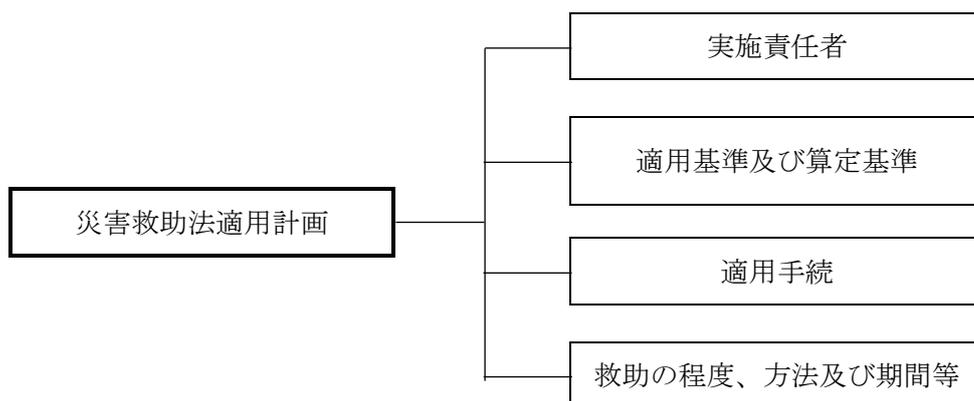 災害救助法適用計画
実施責任者
適用基準及び算定基準
適用手続
救助の程度、方法及び期間等